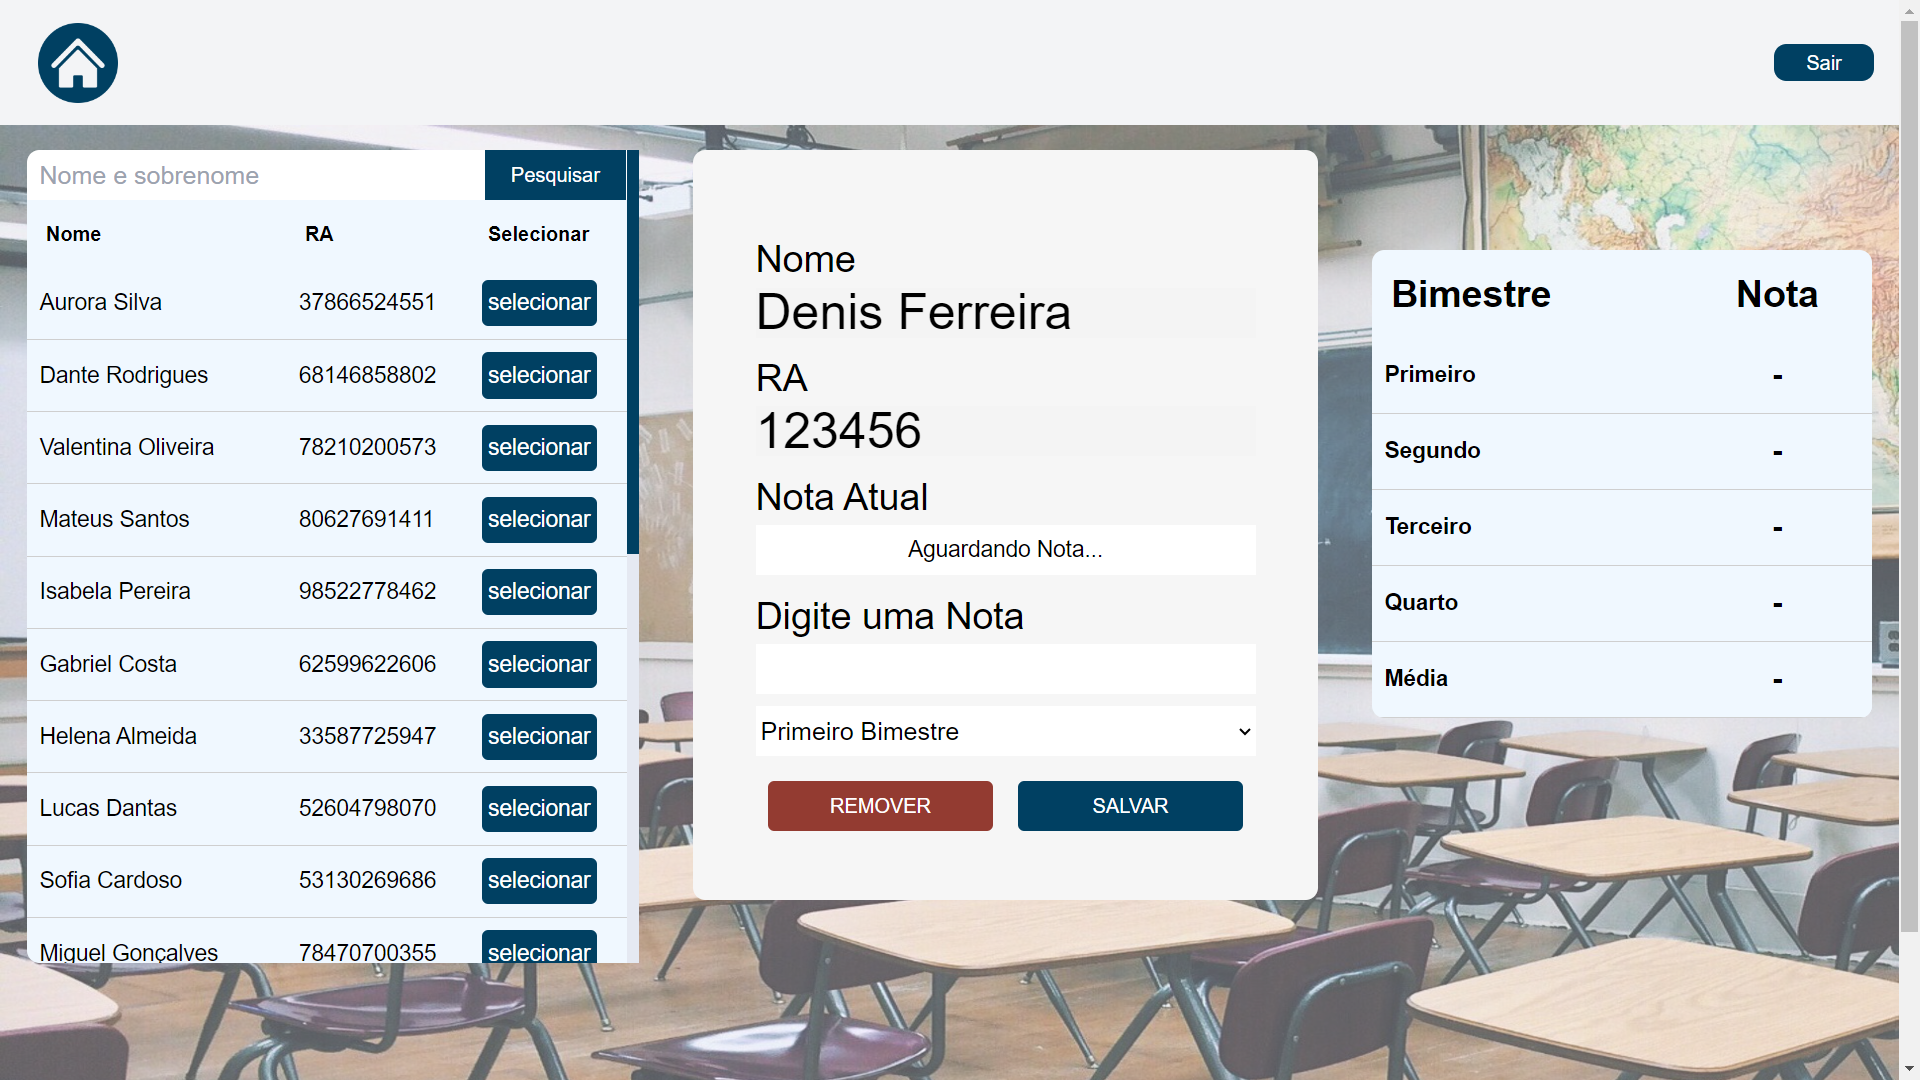 Sair
Nome e sobrenome
Pesquisar
Nome RA Selecionar
Aurora Silva 37866524551 selecionar
Dante Rodrigues 68146858802 selecionar
Valentina Oliveira 78210200573 selecionar
Mateus Santos 80627691411 selecionar
Isabela Pereira 98522778462 selecionar
Gabriel Costa 62599622606 selecionar
Helena Almeida 33587725947 selecionar
Lucas Dantas 52604798070 selecionar
Sofia Cardoso 53130269686 selecionar
Miguel Gonçalves 78470700355 selecionar
Nome
Denis Ferreira
RA
123456
Nota Atual
Aguardando Nota...
Digite uma Nota
Primeiro Bimestre
REMOVER SALVAR
Bimestre Nota
Primeiro -
Segundo -
Terceiro -
Quarto -
Média -